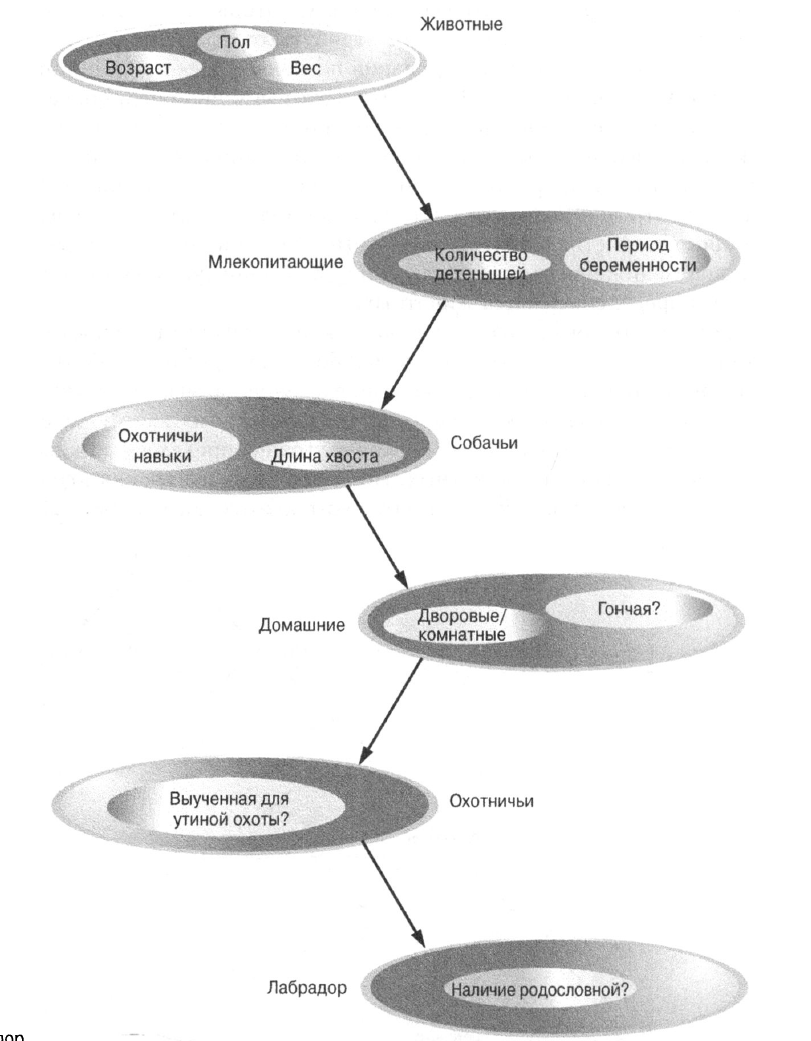 Животные
Пол
Возраст
Вес
Млекопитающие
Количество
детенышей
Период
беременности
Охотничьи
навыки
Длина хвоста
Собачьи
Домашние
Дворовые/
комнатные
Гончая?
Выученная для
утиной охоты?
Охотничьи
Лабрадор
Наличие родословной?